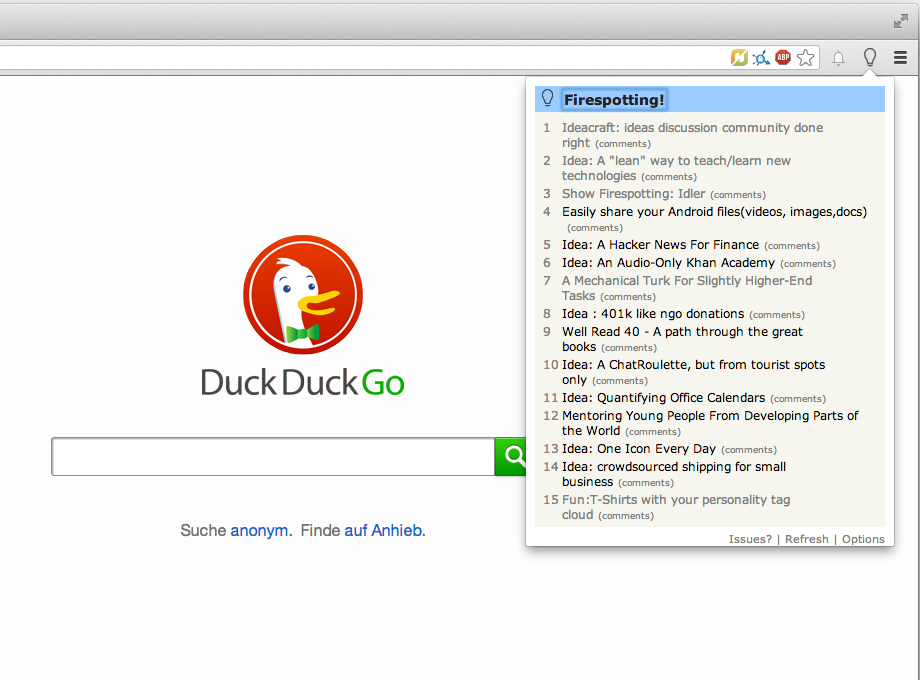 ABP
Firespotting!
1 Ideacraft: ideas discussion community done
right (comments)
2 Idea: A "lean" way to teach/learn new
technologies (comments)
3 Show Firespotting: Idler (comments)
4 Easily share your Android files(videos, images,docs)
(comments)
5 Idea: A Hacker News For Finance (comments)
6 Idea: An Audio-Only Khan Academy (comments)
7 A Mechanical Turk For Slightly Higher-End
Tasks (comments)
8 Idea : 401k like ngo donations (comments)
9 Well Read 40 - A path through the great
books (comments)
10 Idea: A ChatRoulette, but from tourist spots
only (comments)
11 Idea: Quantifying Office Calendars (comments)
12 Mentoring Young People From Developing Parts of
the World (comments)
13 Idea: One Icon Every Day (comments)
14 Idea: crowdsourced shipping for small
business (comments)
15 Fun:T-Shirts with your personality tag
cloud (comments)
Issues? | Refresh | Options
DuckDuckGo
Suche anonym. Finde auf Anhieb.